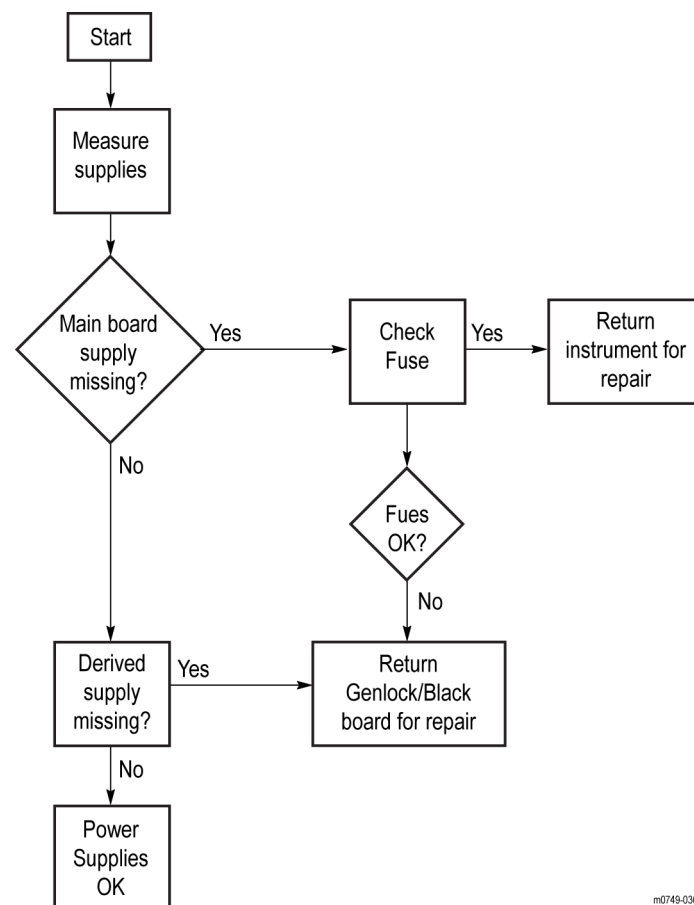 Start
Measure
supplies
Main board
supply
missing?
Yes
Check
Fuse
Yes
Return
instrument for
repair
No
Fues
OK?
No
Derived
supply
missing?
Yes
Return
Genlock/Black
board for repair
No
Power
Supplies
OK